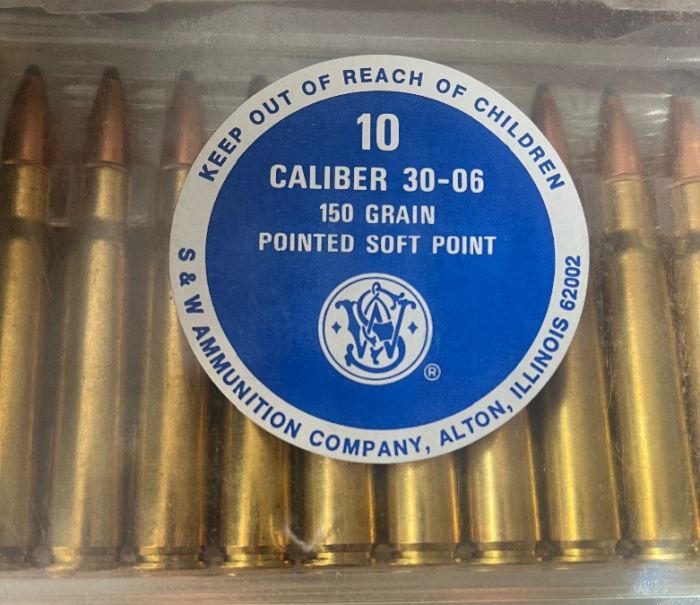 KEEP OUT OF REACH OF CHILDREN
10
CALIBER 30-06
150 GRAIN
POINTED SOFT POINT
®
S & W AMMUNITION COMPANY, ALTON, ILLINOIS 62002